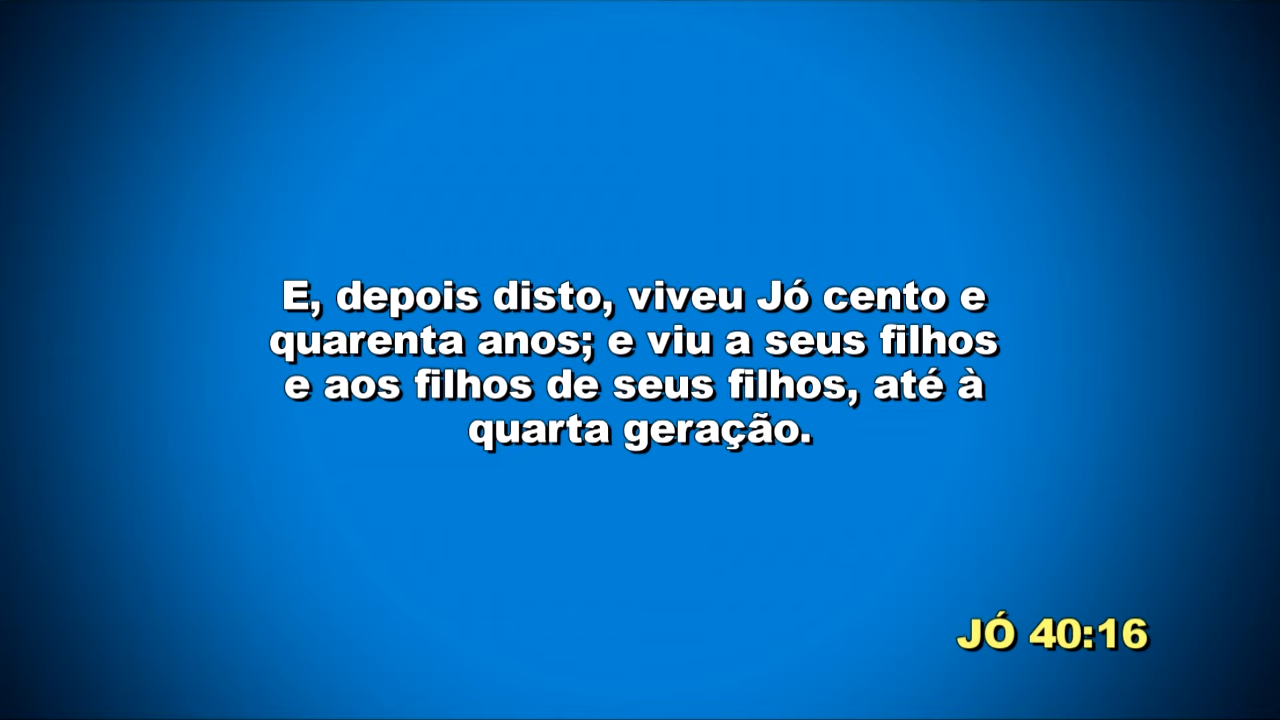 E, depois disto, viveu Jó cento e
quarenta anos; e viu a seus filhos
e aos filhos de seus filhos, até à
quarta geração.
JÓ 40:16